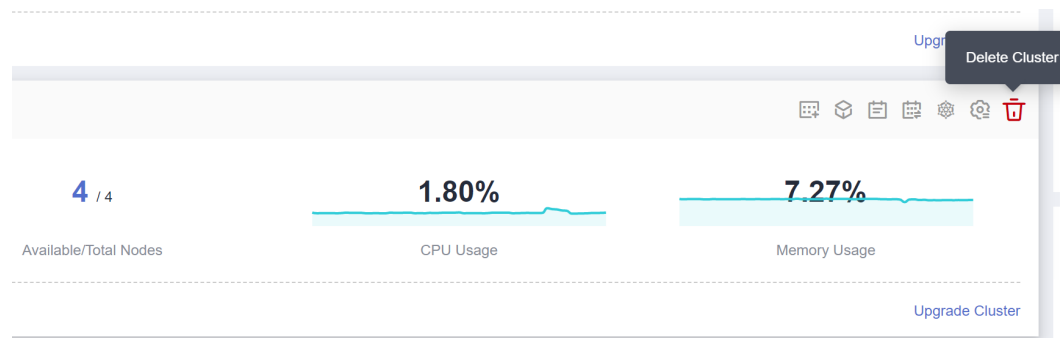 Upgr
Delete Cluster
4 / 4
1.80%
7.27%
Available/Total Nodes
CPU Usage
Memory Usage
Upgrade Cluster